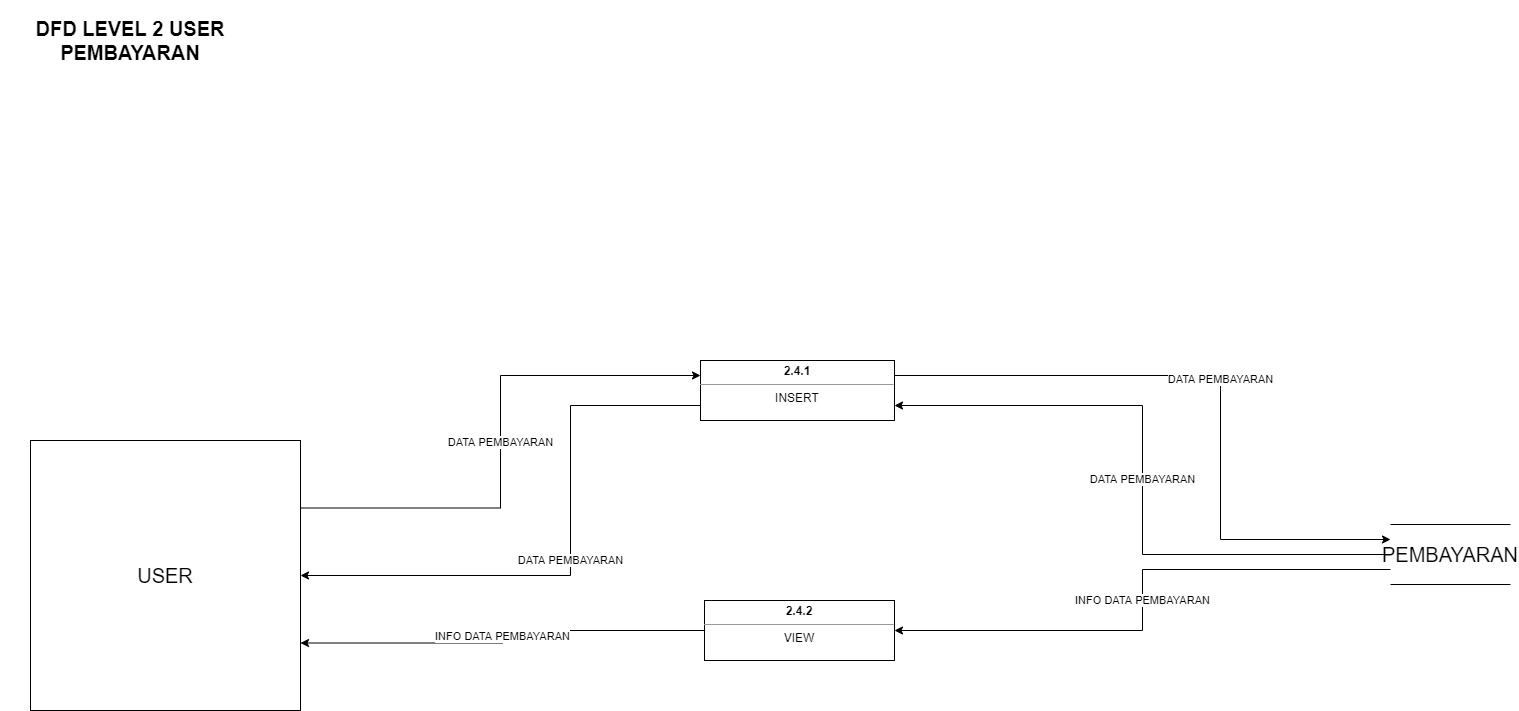 DFD LEVEL 2 USER
PEMBAYARAN
2.4.1
INSERT
DATA PEMBAYARAN
DATA PEMBAYARAN
DATA PEMBAYARAN
DATA PEMBAYARAN
USER
PEMBAYARAN
INFO DATA PEMBAYARAN
2.4.2
VIEW
INFO DATA PEMBAYARAN